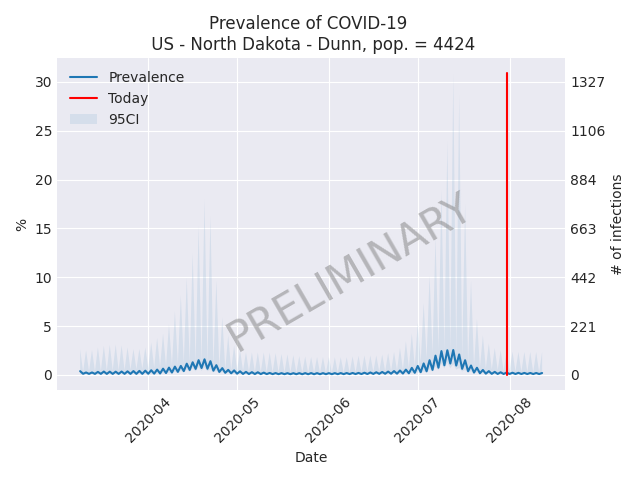 Prevalence of COVID-19
US - North Dakota - Dunn, pop. = 4424
Prevalence
Today
95CI
PRELIMINARY
%
30
25
20
15
10
5
0
# of infections
1327
1106
884
663
442
221
0
2020-04
2020-05
2020-06
2020-07
2020-08
Date